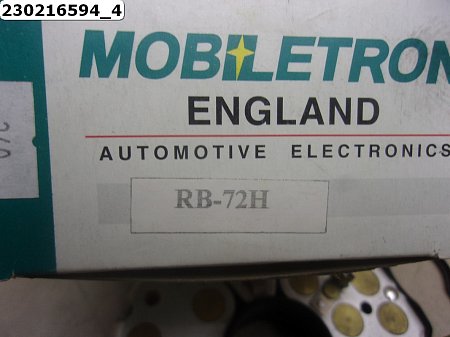 230216594_4
MOBILETRON
ENGLAND
AUTOMOTIVE ELECTRONICS
RB-72H